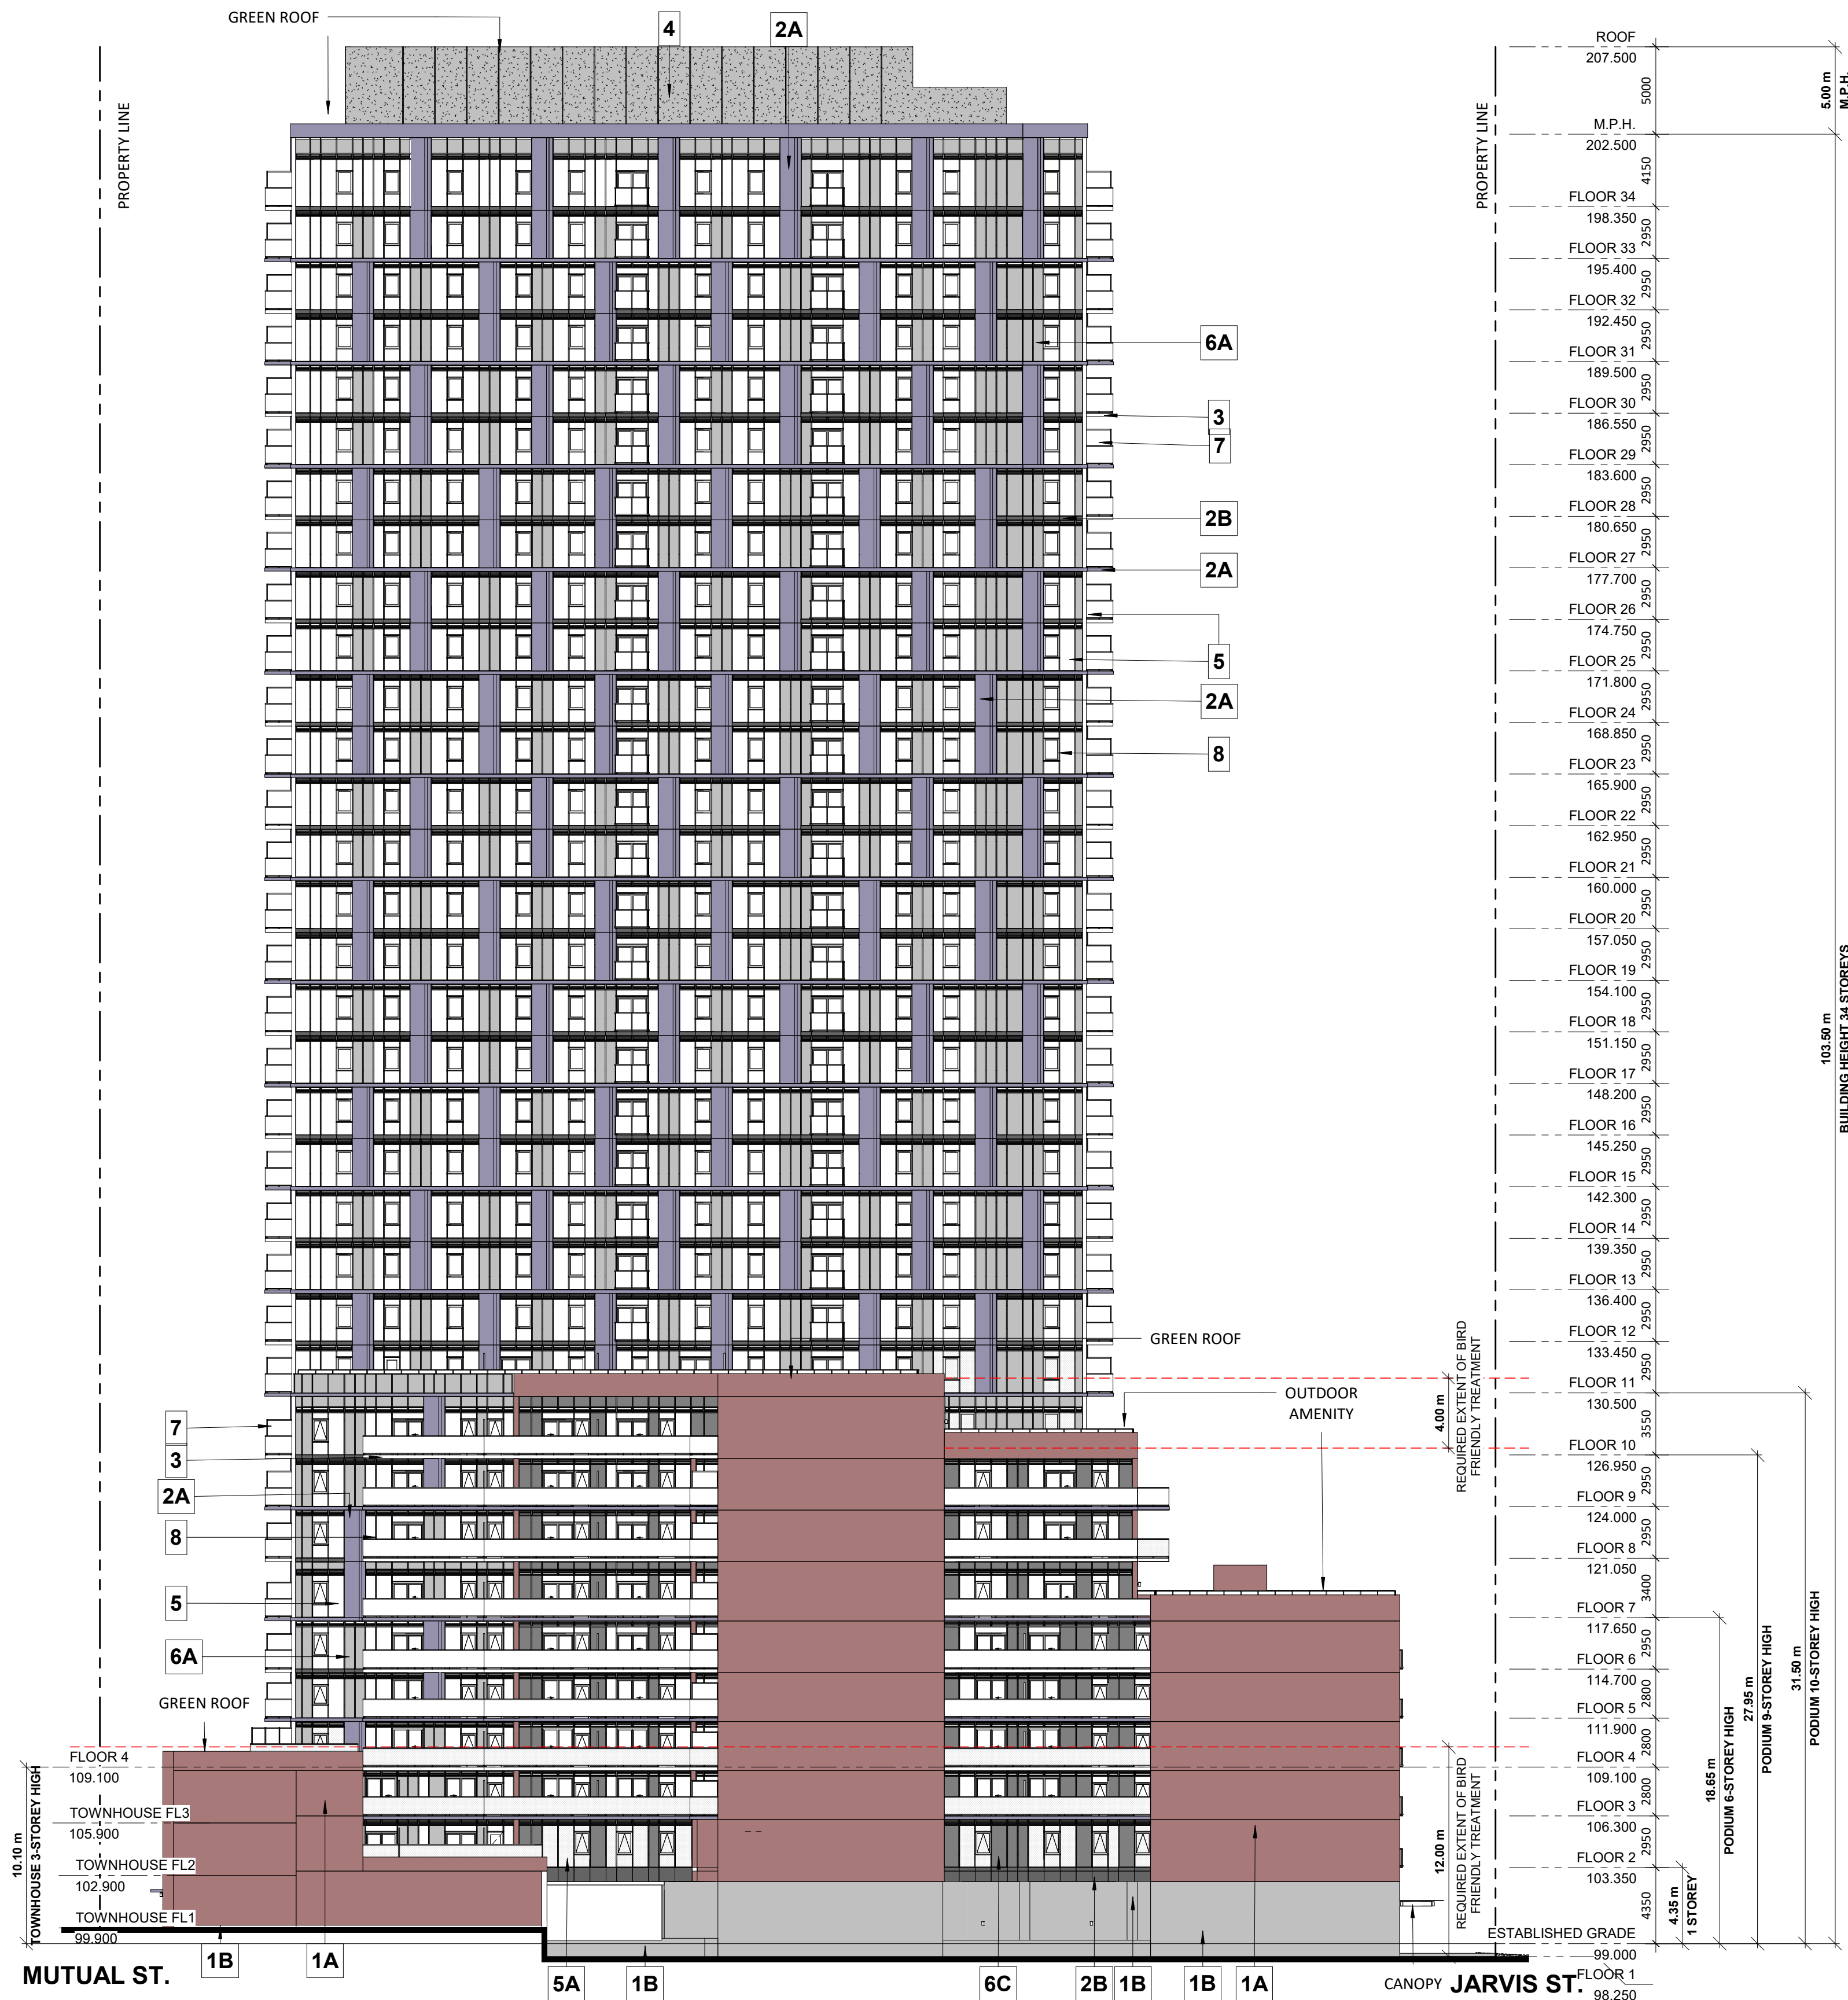 GREEN ROOF
4
2A
PROPERTY LINE
PROPERTY LINE
ROOF
207.500
5000
5.00 m
M.P.H.
M.P.H.
202.500
4150
FLOOR 34
198.350
2950
FLOOR 33
195.400
2950
FLOOR 32
192.450
2950
6A
FLOOR 31
189.500
2950
3
FLOOR 30
186.550
2950
7
FLOOR 29
183.600
2950
2B
FLOOR 28
180.650
2950
2A
FLOOR 27
177.700
2950
FLOOR 26
174.750
2950
5
FLOOR 25
171.800
2950
2A
FLOOR 24
168.850
2950
8
FLOOR 23
165.900
2950
FLOOR 22
162.950
2950
FLOOR 21
160.000
2950
FLOOR 20
157.050
2950
FLOOR 19
154.100
2950
FLOOR 18
151.150
2950
103.50 m
BUILDING HEIGHT 34 STOREYS
FLOOR 17
148.200
2950
FLOOR 16
145.250
2950
FLOOR 15
142.300
2950
FLOOR 14
139.350
2950
FLOOR 13
136.400
2950
GREEN ROOF
FLOOR 12
133.450
2950
4.00 m
REQUIRED EXTENT OF BIRD
FRIENDLY TREATMENT
OUTDOOR
AMENITY
FLOOR 11
130.500
3550
7
3
FLOOR 10
126.950
2950
2A
FLOOR 9
124.000
2950
8
FLOOR 8
121.050
3400
5
FLOOR 7
117.650
2950
6A
FLOOR 6
114.700
2800
GREEN ROOF
FLOOR 5
111.900
2800
FLOOR 4
109.100
FLOOR 4
109.100
2800
TOWNHOUSE FL3
105.900
FLOOR 3
106.300
2950
TOWNHOUSE FL2
102.900
FLOOR 2
103.350
4350
TOWNHOUSE FL1
99.900
10.10 m
TOWNHOUSE 3-STOREY HIGH
12.00 m
REQUIRED EXTENT OF BIRD
FRIENDLY TREATMENT
4.35 m
1 STOREY
18.65 m
PODIUM 6-STOREY HIGH
27.95 m
PODIUM 9-STOREY HIGH
31.50 m
PODIUM 10-STOREY HIGH
ESTABLISHED GRADE
99.000
FLOOR 1
98.250
MUTUAL ST.
1B
1A
5A
1B
6C
2B
1B
1B
1A
CANOPY
JARVIS ST.